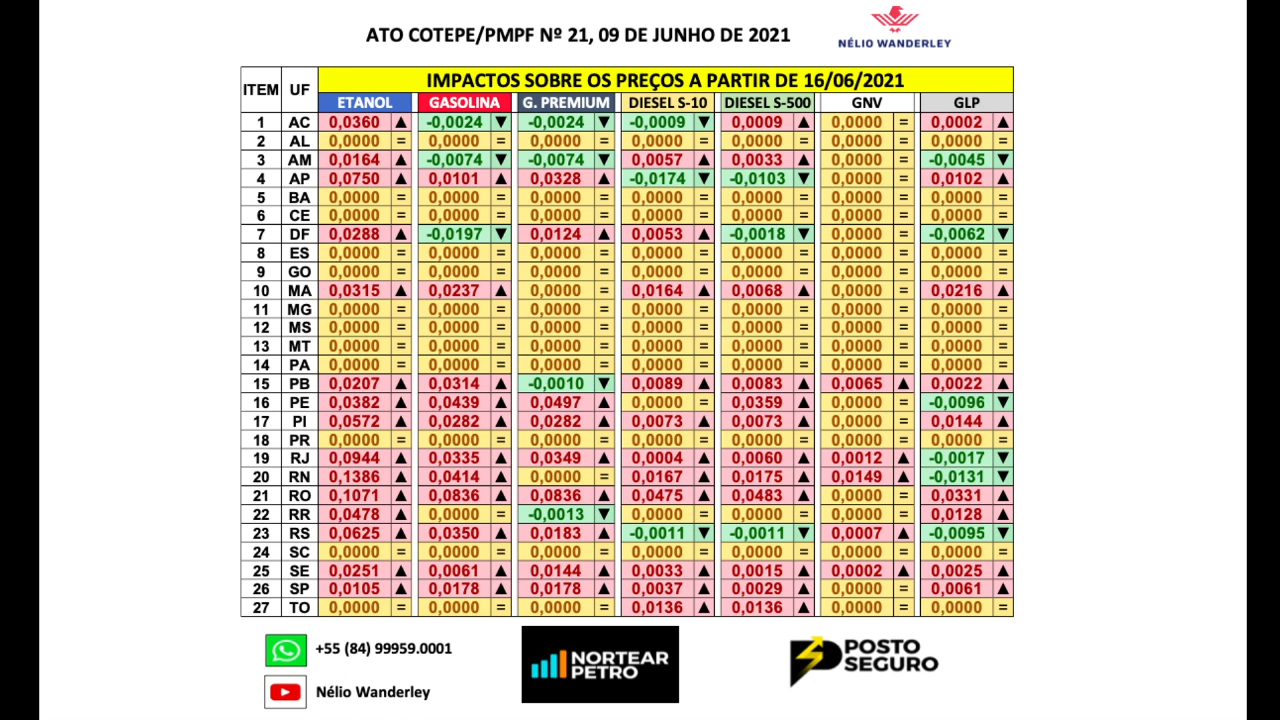 ATO COTEPE/PMPF Nº 21, 09 DE JUNHO DE 2021
NÉLIO WANDERLEY
ITEM UF IMPACTOS SOBRE OS PREÇOS A PARTIR DE 16/06/2021
ETANOL GASOLINA G. PREMIUM DIESEL S-10 DIESEL S-500 GNV GLP
1 AC 0,0360 ▲ -0,0024 ▼ -0,0024 ▼ -0,0009 ▼ 0,0009 ▲ 0,0000 = 0,0002 ▲
2 AL 0,0000 = 0,0000 = 0,0000 = 0,0000 = 0,0000 = 0,0000 = 0,0000 =
3 AM 0,0164 ▲ -0,0074 ▼ -0,0074 ▼ 0,0057 ▲ 0,0033 ▲ 0,0000 = -0,0045 ▼
4 AP 0,0750 ▲ 0,0101 ▲ 0,0328 ▲ -0,0174 ▼ -0,0103 ▼ 0,0000 = 0,0102 ▲
5 BA 0,0000 = 0,0000 = 0,0000 = 0,0000 = 0,0000 = 0,0000 = 0,0000 =
6 CE 0,0000 = 0,0000 = 0,0000 = 0,0000 = 0,0000 = 0,0000 = 0,0000 =
7 DF 0,0288 ▲ -0,0197 ▼ 0,0124 ▲ 0,0053 ▲ -0,0018 ▼ 0,0000 = -0,0062 ▼
8 ES 0,0000 = 0,0000 = 0,0000 = 0,0000 = 0,0000 = 0,0000 = 0,0000 =
9 GO 0,0000 = 0,0000 = 0,0000 = 0,0000 = 0,0000 = 0,0000 = 0,0000 =
10 MA 0,0315 ▲ 0,0237 ▲ 0,0000 = 0,0164 ▲ 0,0068 ▲ 0,0000 = 0,0216 ▲
11 MG 0,0000 = 0,0000 = 0,0000 = 0,0000 = 0,0000 = 0,0000 = 0,0000 =
12 MS 0,0000 = 0,0000 = 0,0000 = 0,0000 = 0,0000 = 0,0000 = 0,0000 =
13 MT 0,0000 = 0,0000 = 0,0000 = 0,0000 = 0,0000 = 0,0000 = 0,0000 =
14 PA 0,0000 = 0,0000 = 0,0000 = 0,0000 = 0,0000 = 0,0000 = 0,0000 =
15 PB 0,0207 ▲ 0,0314 ▲ -0,0010 ▼ 0,0089 ▲ 0,0083 ▲ 0,0065 ▲ 0,0022 ▲
16 PE 0,0382 ▲ 0,0439 ▲ 0,0497 ▲ 0,0000 = 0,0359 ▲ 0,0000 = -0,0096 ▼
17 PI 0,0572 ▲ 0,0282 ▲ 0,0282 ▲ 0,0073 ▲ 0,0073 ▲ 0,0000 = 0,0144 ▲
18 PR 0,0000 = 0,0000 = 0,0000 = 0,0000 = 0,0000 = 0,0000 = 0,0000 =
19 RJ 0,0944 ▲ 0,0335 ▲ 0,0349 ▲ 0,0004 ▲ 0,0060 ▲ 0,0012 ▲ -0,0017 ▼
20 RN 0,1386 ▲ 0,0414 ▲ 0,0000 = 0,0167 ▲ 0,0175 ▲ 0,0149 ▲ -0,0131 ▼
21 RO 0,1071 ▲ 0,0836 ▲ 0,0836 ▲ 0,0475 ▲ 0,0483 ▲ 0,0000 = 0,0331 ▲
22 RR 0,0478 ▲ 0,0000 = -0,0013 ▼ 0,0000 = 0,0000 = 0,0000 = 0,0128 ▲
23 RS 0,0625 ▲ 0,0350 ▲ 0,0183 ▲ -0,0011 ▼ -0,0011 ▼ 0,0007 ▲ -0,0095 ▼
24 SC 0,0000 = 0,0000 = 0,0000 = 0,0000 = 0,0000 = 0,0000 = 0,0000 =
25 SE 0,0251 ▲ 0,0061 ▲ 0,0144 ▲ 0,0033 ▲ 0,0015 ▲ 0,0002 ▲ 0,0025 ▲
26 SP 0,0105 ▲ 0,0178 ▲ 0,0178 ▲ 0,0037 ▲ 0,0029 ▲ 0,0000 = 0,0061 ▲
27 TO 0,0000 = 0,0000 = 0,0000 = 0,0136 ▲ 0,0136 ▲ 0,0000 = 0,0000 =
+55 (84) 99959.0001
Nélio Wanderley
NORTEAR
PETRO
POSTO
SEGURO